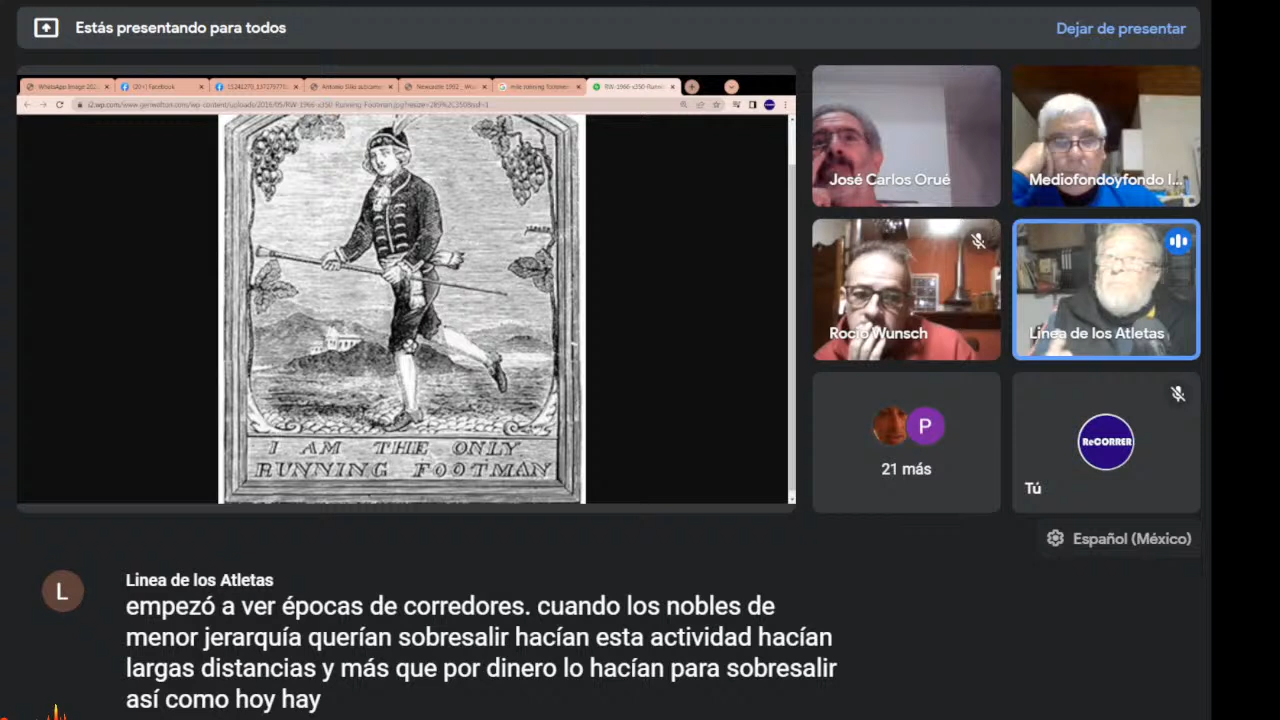 Estás presentando para todos
Dejar de presentar
(20+) Facebook
I AM THE ONLY
RUNNING FOOTMAN
José Carlos Orué
Mediofondoyfondo I...
Rocio Wunsch
Linea de los Atletas
P
21 más
ReCORRER
Tú
Español (México)
L
Linea de los Atletas
empezó a ver épocas de corredores. cuando los nobles de
menor jerarquía querían sobresalir hacían esta actividad hacían
largas distancias y más que por dinero lo hacían para sobresalir
así como hoy hay